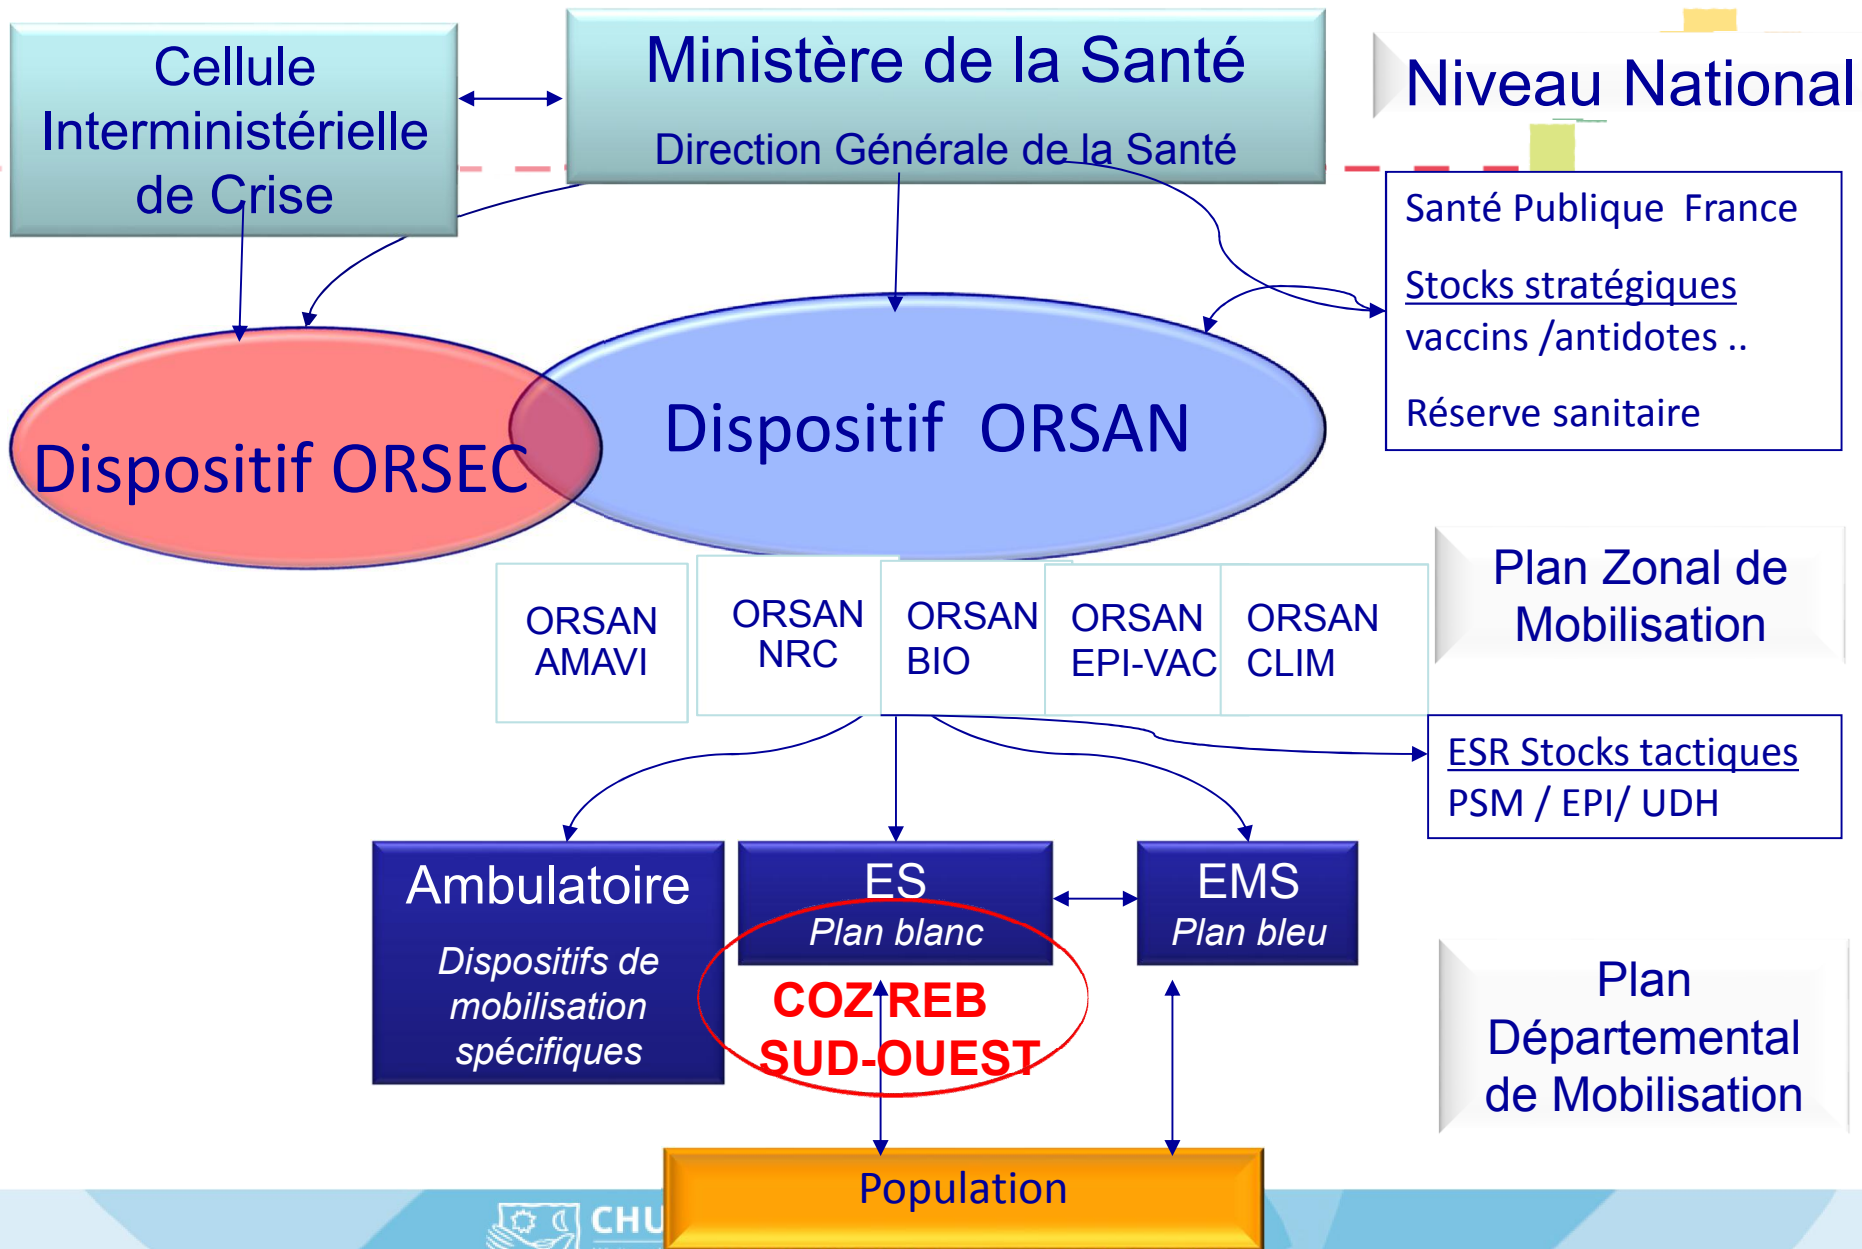 Cellule
Interministérielle
de Crise
Ministère de la Santé
Direction Générale de la Santé
Niveau National
Santé Publique  France
Stocks stratégiques
vaccins /antidotes ..
Réserve sanitaire
Dispositif ORSEC
Dispositif  ORSAN
Plan Zonal de
Mobilisation
ORSAN
AMAVI
ORSAN
NRC
ORSAN
BIO
ORSAN
EPI-VAC
ORSAN
CLIM
ESR Stocks tactiques
PSM / EPI/ UDH
Ambulatoire
Dispositifs de
mobilisation
spécifiques
ES
Plan blanc
EMS
Plan bleu
COZ REB
SUD-OUEST
Plan
Départemental
de Mobilisation
Population
CHU